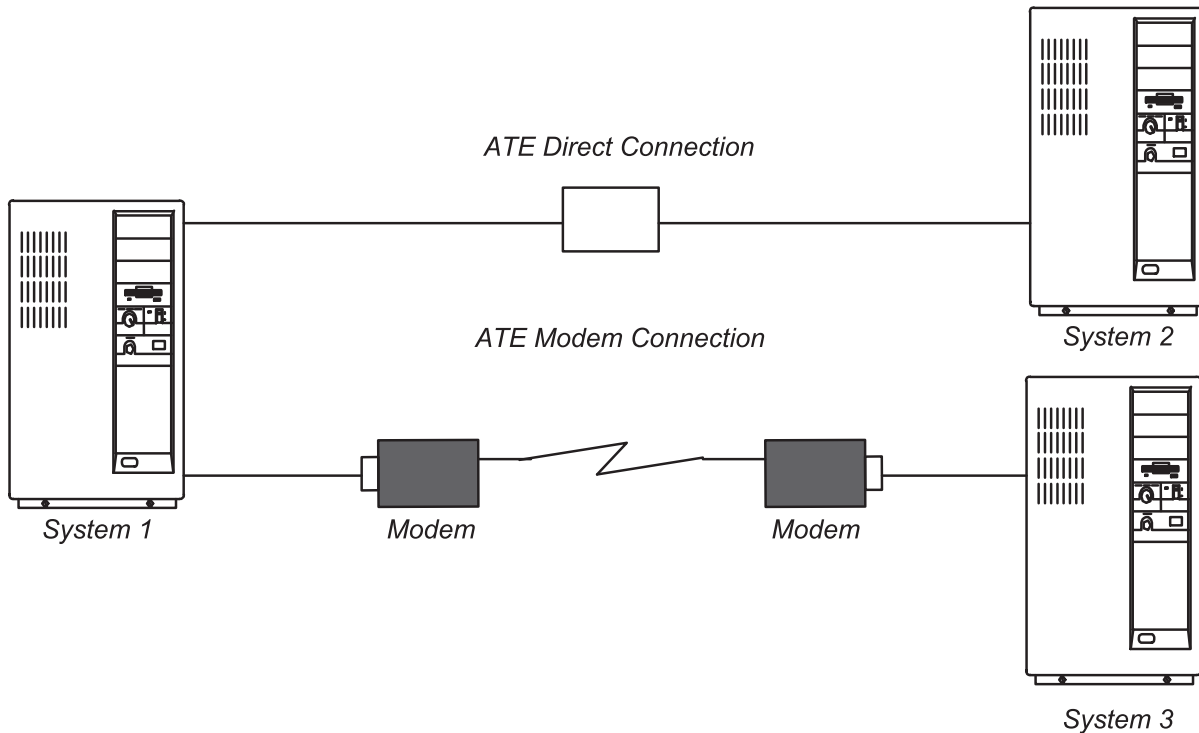 ATE Direct Connection
System 2
ATE Modem Connection
System 1
Modem
Modem
System 3